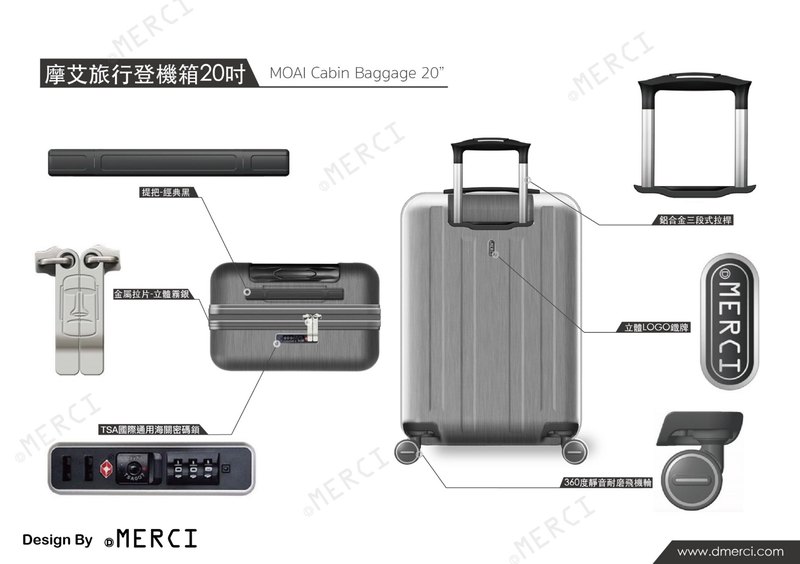 摩艾旅行登機箱20吋
MOAI Cabin Baggage 20”
提把-經典黑
鋁合金三段式拉桿
金屬拉片-立體霧銀
立體LOGO鐵牌
DMERCI
TSA國際通用海關密碼鎖
360度靜音耐磨飛機輪
Design By DMERCI
www.dmerci.com